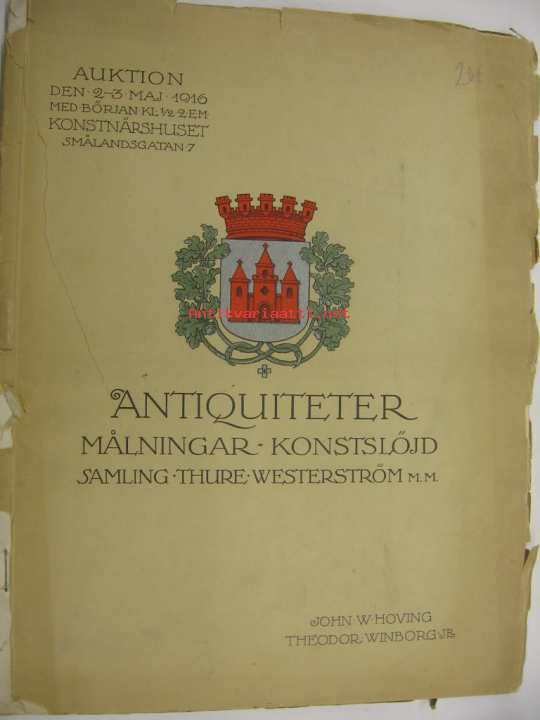 AUKTION
DEN · 2-3 · MAJ · 1916
MED · BÖRJAN · KL. ½ 2 EM
KONSTNÄRSHUSET
SMÅLANDSGATAN 7
Antikvariaatti.net
ANTIQUITETER
MÅLNINGAR - KONSTSLÖJD
SAMLING · THURE · WESTERSTRÖM M.M.
JOHN · W · HOVING
THEODOR · WINBORG · JR